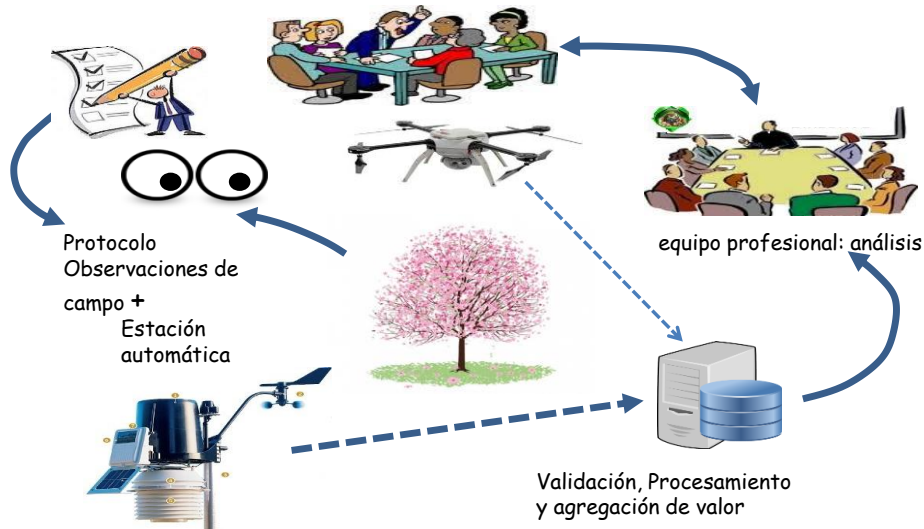 equipo profesional: análisis
Protocolo
Observaciones de
campo +
Estación
automática
Validación, Procesamiento
y agregación de valor